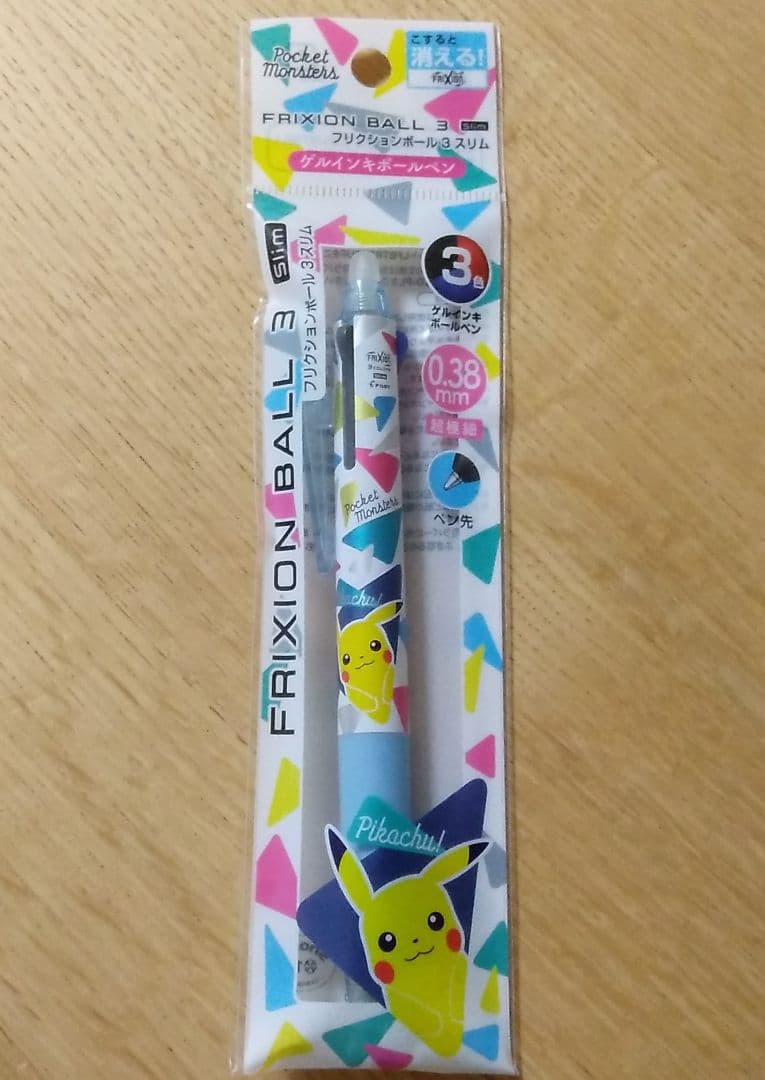 Pocket
Monsters
こすると
消える!
FRIXION
FRIXION BALL 3 Slim
フリクションボール 3 スリム
ゲルインキボールペン
FRIXION BALL 3 Slim
フリクションボール 3 スリム
3色
ゲルインキ
ボールペン
0.38
mm
超極細
ペン先
FRIXION
PILOT
Pocket
Monsters
Pikachu!
Pikachu!